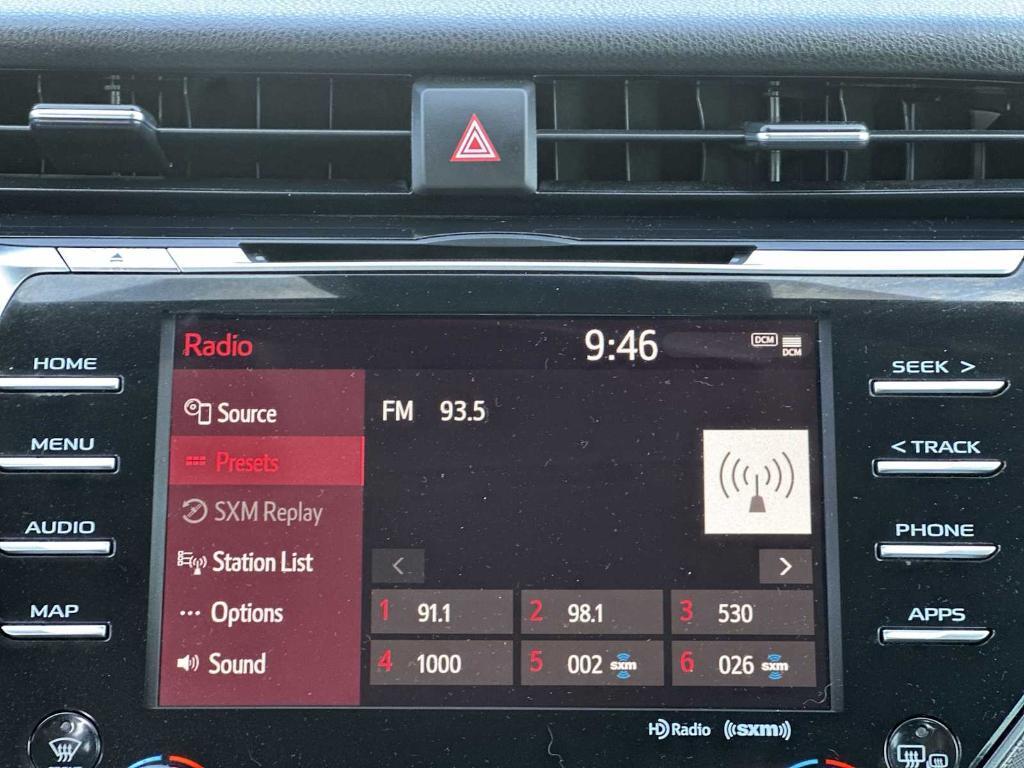 Radio
9:46
DCM
DCM
HOME
MENU
AUDIO
MAP
Source
Presets
SXM Replay
Station List
Options
Sound
FM 93.5
<
>
1 91.1
2 98.1
3 530
4 1000
5 002 sxm
6 026 sxm
SEEK >
< TRACK
PHONE
APPS
HD Radio
((sxm))